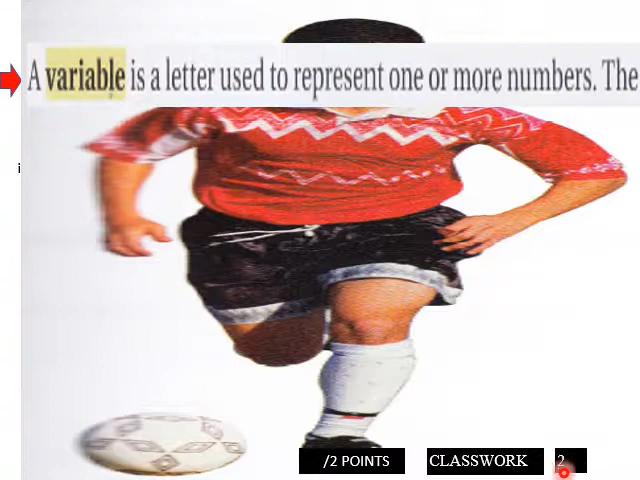 A variable is a letter used to represent one or more numbers. The
i
/2 POINTS CLASSWORK 2